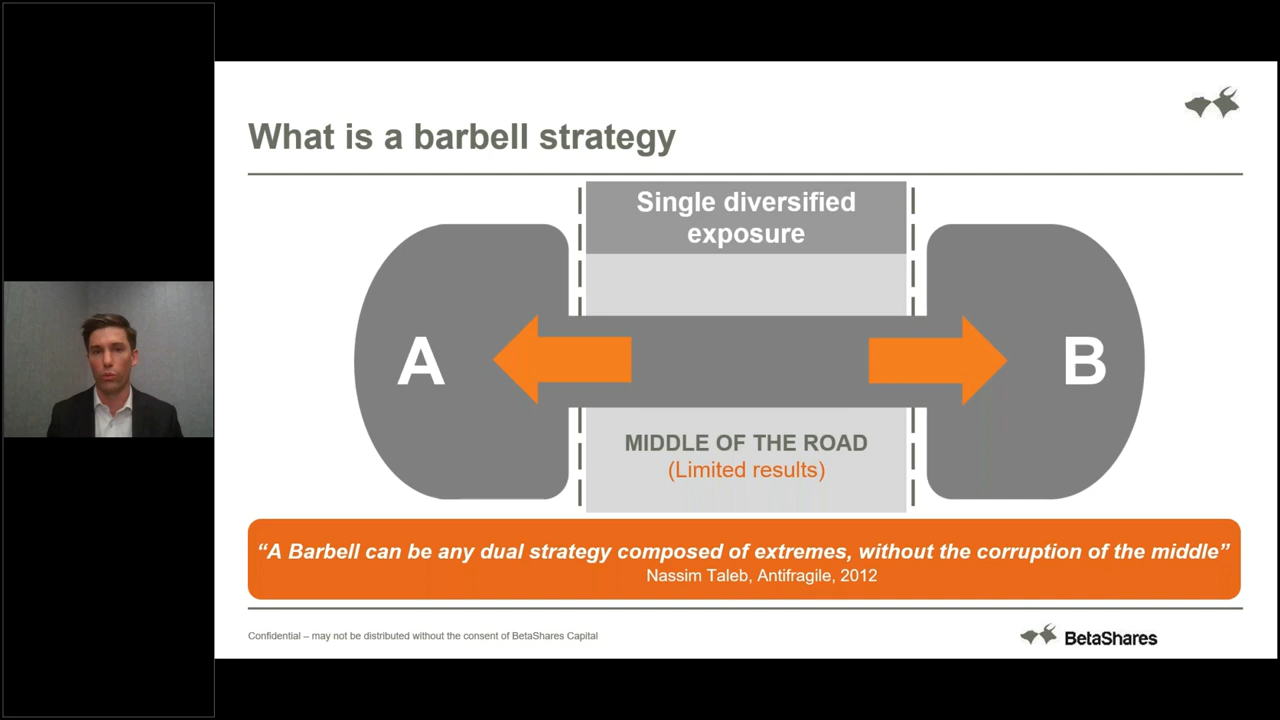 What is a barbell strategy
Single diversified
exposure
A
B
MIDDLE OF THE ROAD
(Limited results)
“A Barbell can be any dual strategy composed of extremes, without the corruption of the middle”
Nassim Taleb, Antifragile, 2012
Confidential – may not be distributed without the consent of BetaShares Capital
BetaShares